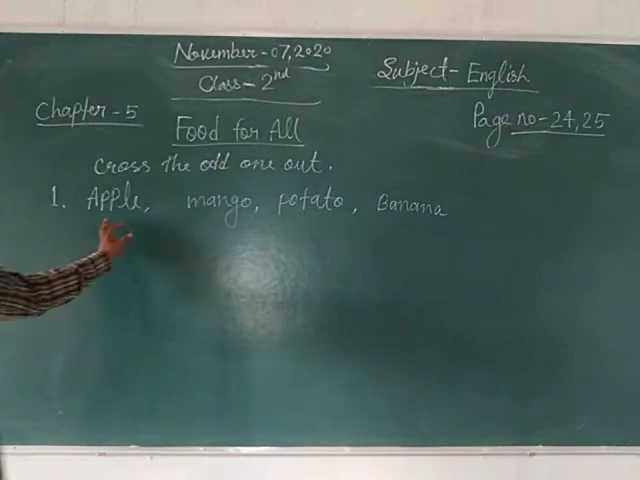 November-07,2020
Class-2nd
Subject-English
Chapter-5
Page no-24,25
Food for All
Cross the odd one out.
1. Apple, mango, potato, Banana